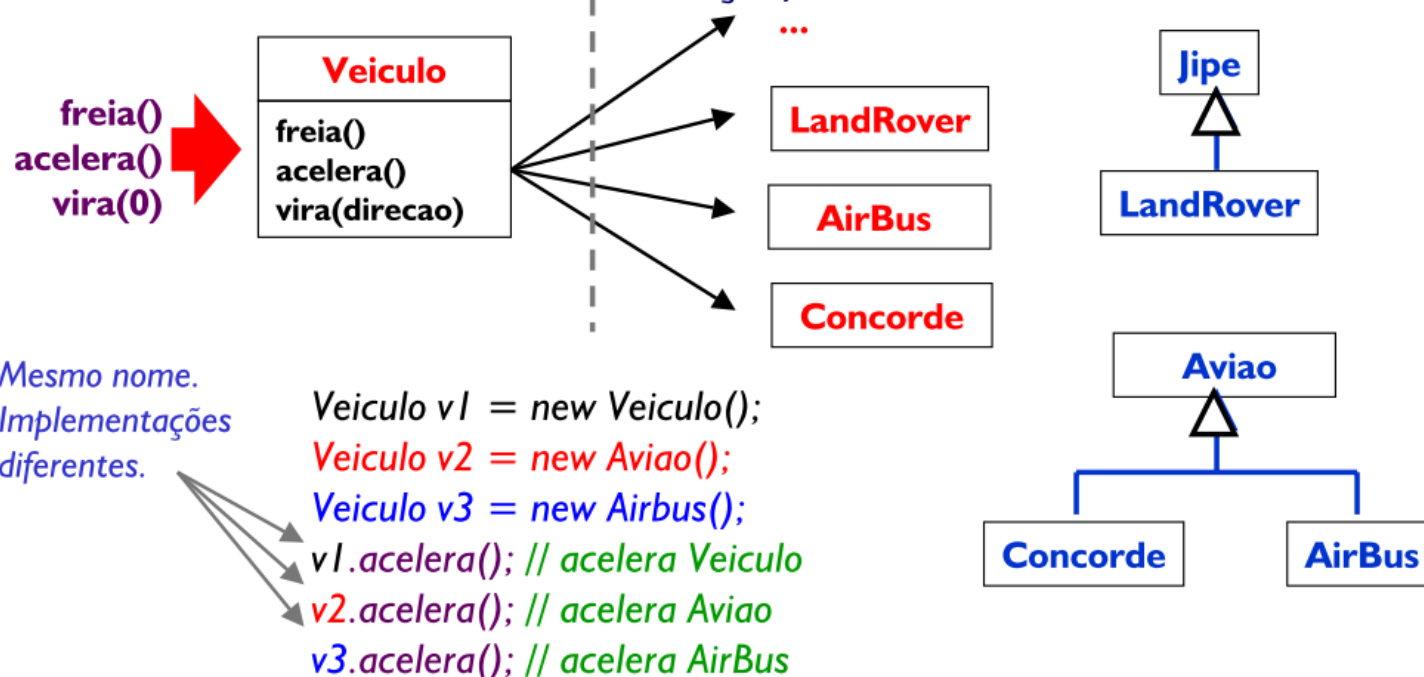 ...
Veiculo
freia()
acelera()
vira(direcao)
freia()
acelera()
vira(0)
LandRover
AirBus
Concorde
Jipe
LandRover
Aviao
Concorde
AirBus
Mesmo nome.
Implementações
diferentes.
Veiculo v1 = new Veiculo();
Veiculo v2 = new Aviao();
Veiculo v3 = new Airbus();
v1.acelera(); // acelera Veiculo
v2.acelera(); // acelera Aviao
v3.acelera(); // acelera AirBus